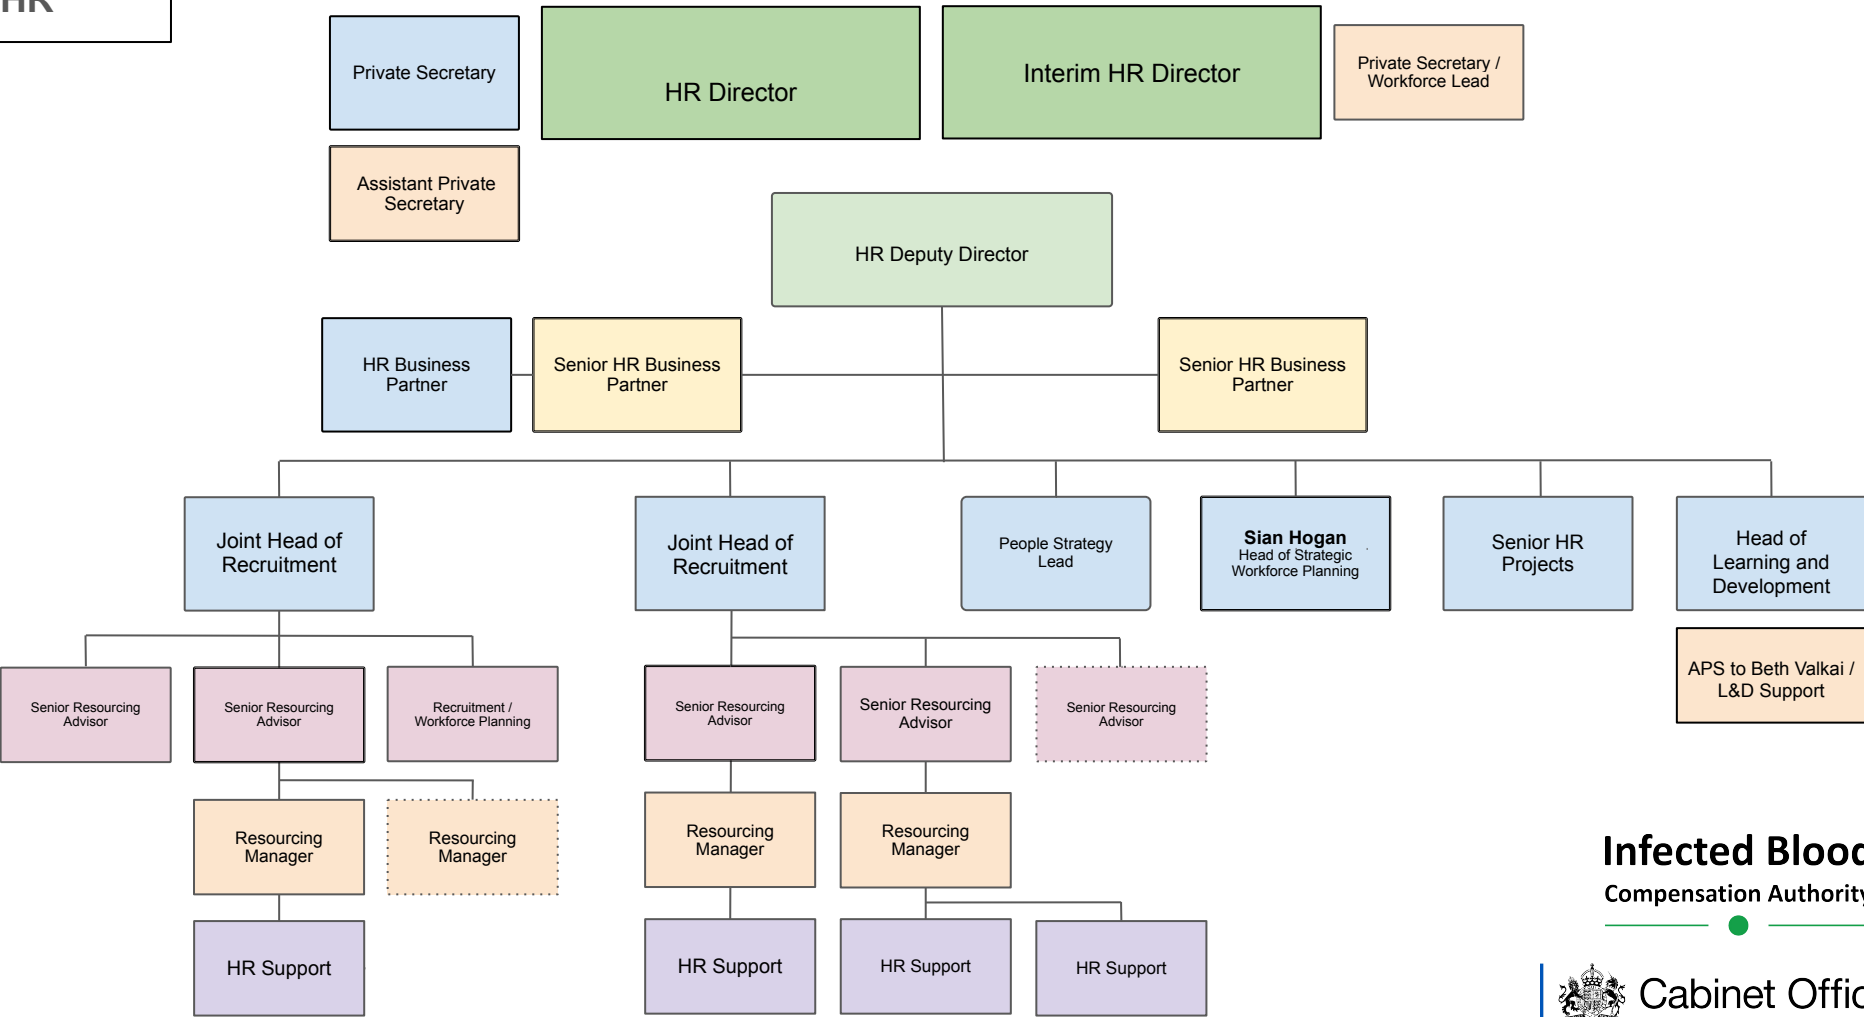 HR
Private Secretary
HR Director
Interim HR Director
Private Secretary /
Workforce Lead
Assistant Private
Secretary
HR Deputy Director
HR Business
Partner
Senior HR Business
Partner
Senior HR Business
Partner
Joint Head of
Recruitment
Joint Head of
Recruitment
People Strategy
Lead
Sian Hogan
Head of Strategic
Workforce Planning
Senior HR
Projects
Head of
Learning and
Development
APS to Beth Valkai /
L&D Support
Senior Resourcing
Advisor
Senior Resourcing
Advisor
Recruitment /
Workforce Planning
Senior Resourcing
Advisor
Senior Resourcing
Advisor
Senior Resourcing
Advisor
Resourcing
Manager
Resourcing
Manager
Resourcing
Manager
Resourcing
Manager
HR Support
HR Support
HR Support
HR Support
Infected Blood
Compensation Authority
Cabinet Offic